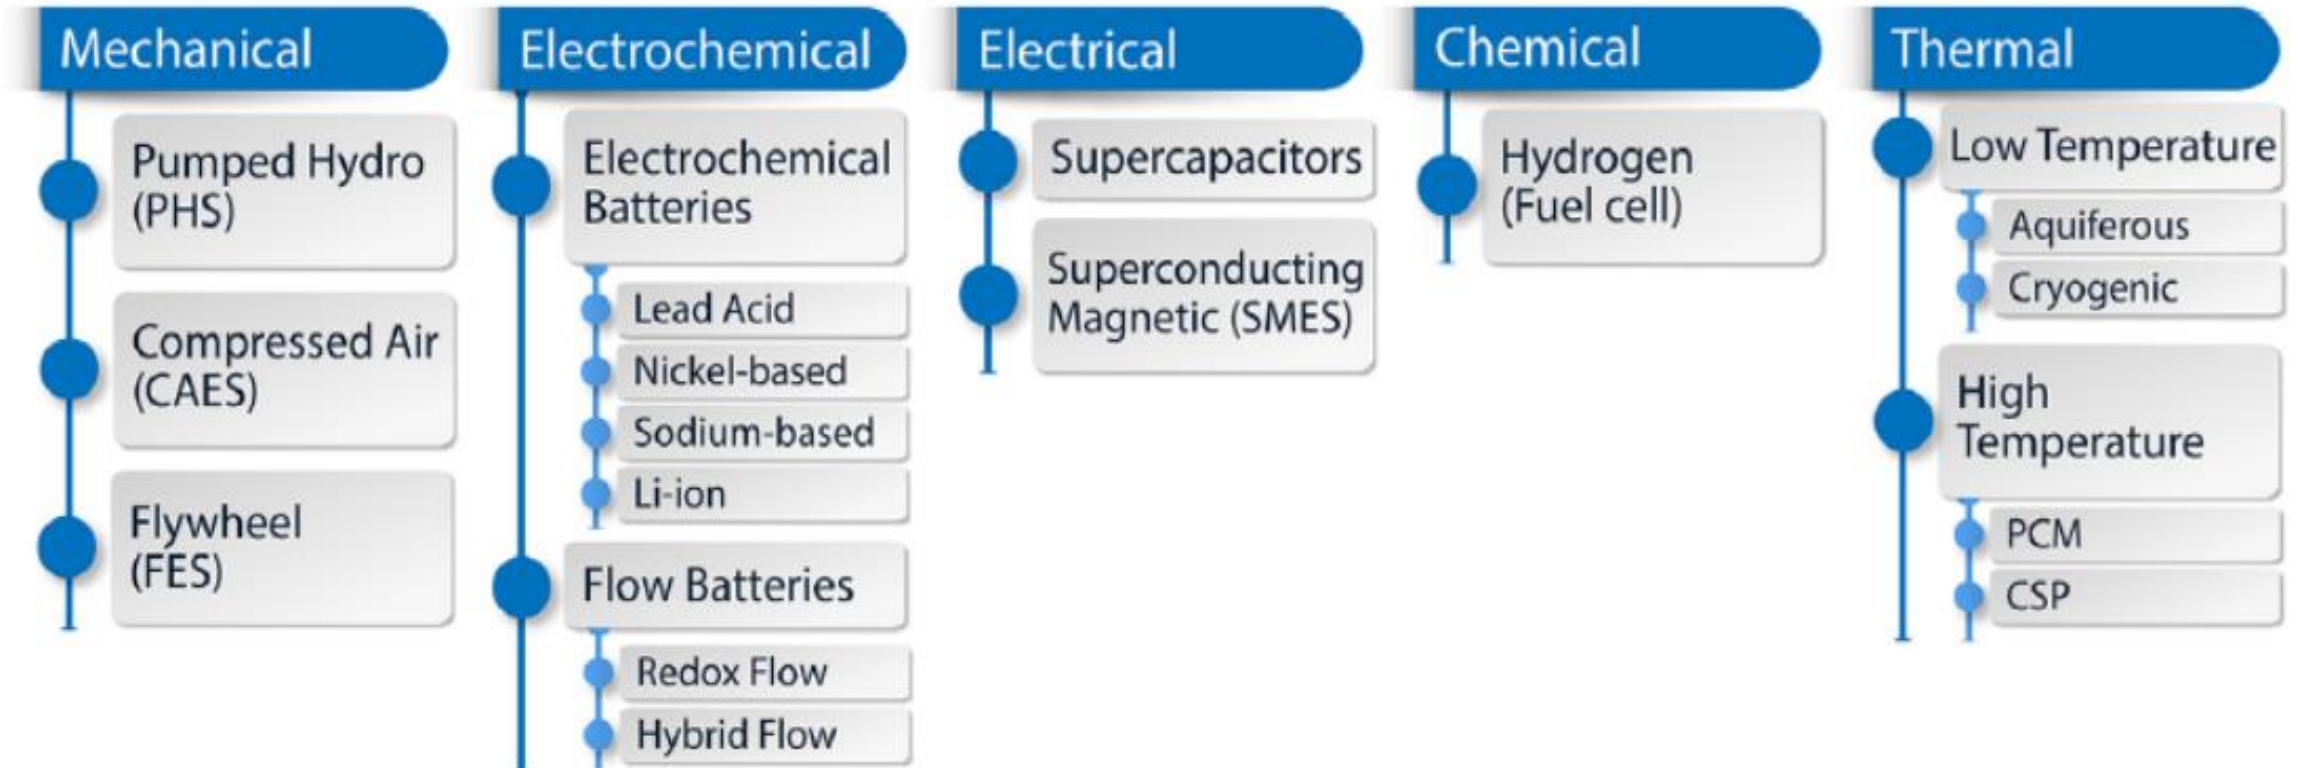 Mechanical
Pumped Hydro
(PHS)
Compressed Air
(CAES)
Flywheel
(FES)
Electrochemical
Electrochemical
Batteries
Lead Acid
Nickel-based
Sodium-based
Li-ion
Flow Batteries
Redox Flow
Hybrid Flow
Electrical
Supercapacitors
Superconducting
Magnetic (SMES)
Chemical
Hydrogen
(Fuel cell)
Thermal
Low Temperature
Aquiferous
Cryogenic
High
Temperature
PCM
CSP